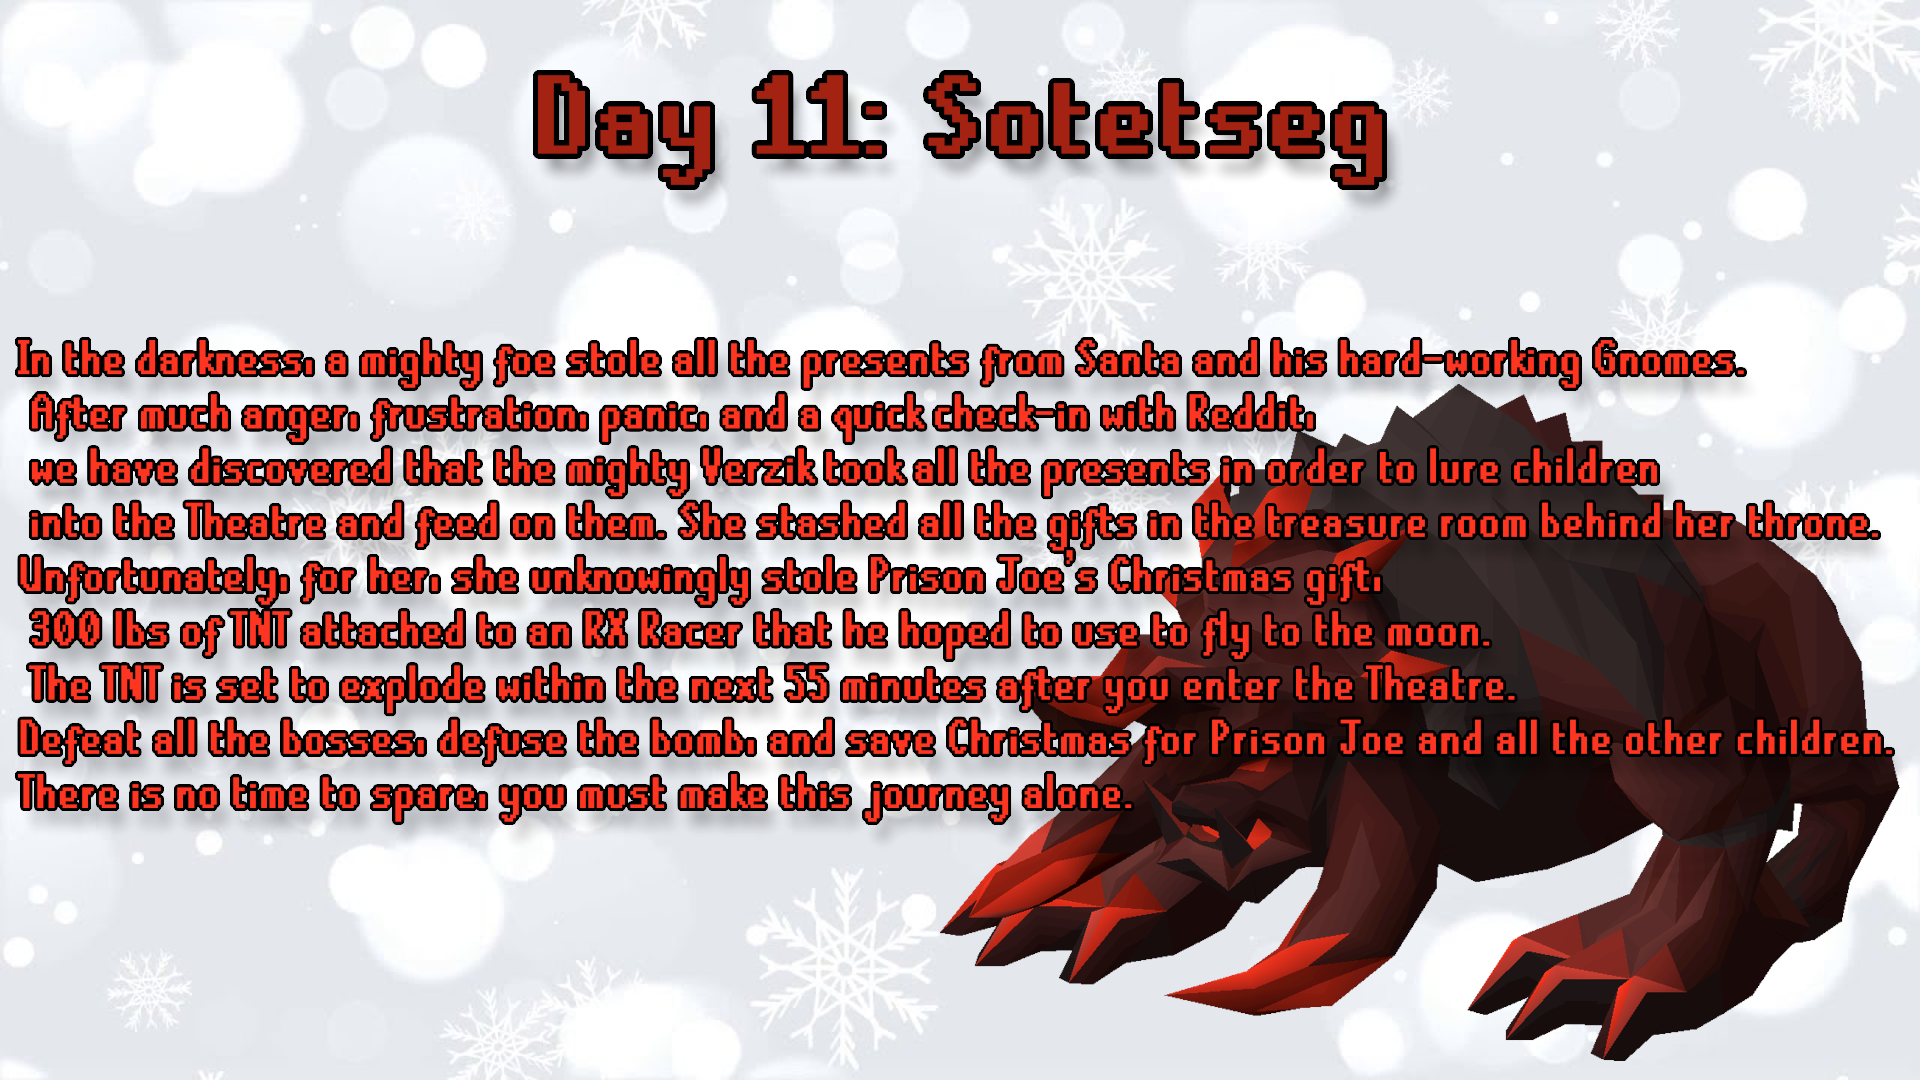 Day 11: Sotetseg
In the darkness, a mighty foe stole all the presents from Santa and his hard-working Gnomes.
After much anger, frustration, panic, and a quick check-in with Reddit,
we have discovered that the mighty Verzik took all the presents in order to lure children
into the Theatre and feed on them. She stashed all the gifts in the treasure room behind her throne.
Unfortunately, for her, she unknowingly stole Prison Joe's Christmas gift,
300 lbs of TNT attached to an RX Racer that he hoped to use to fly to the moon.
The TNT is set to explode within the next 55 minutes after you enter the Theatre.
Defeat all the bosses, defuse the bomb, and save Christmas for Prison Joe and all the other children.
There is no time to spare, you must make this journey alone.